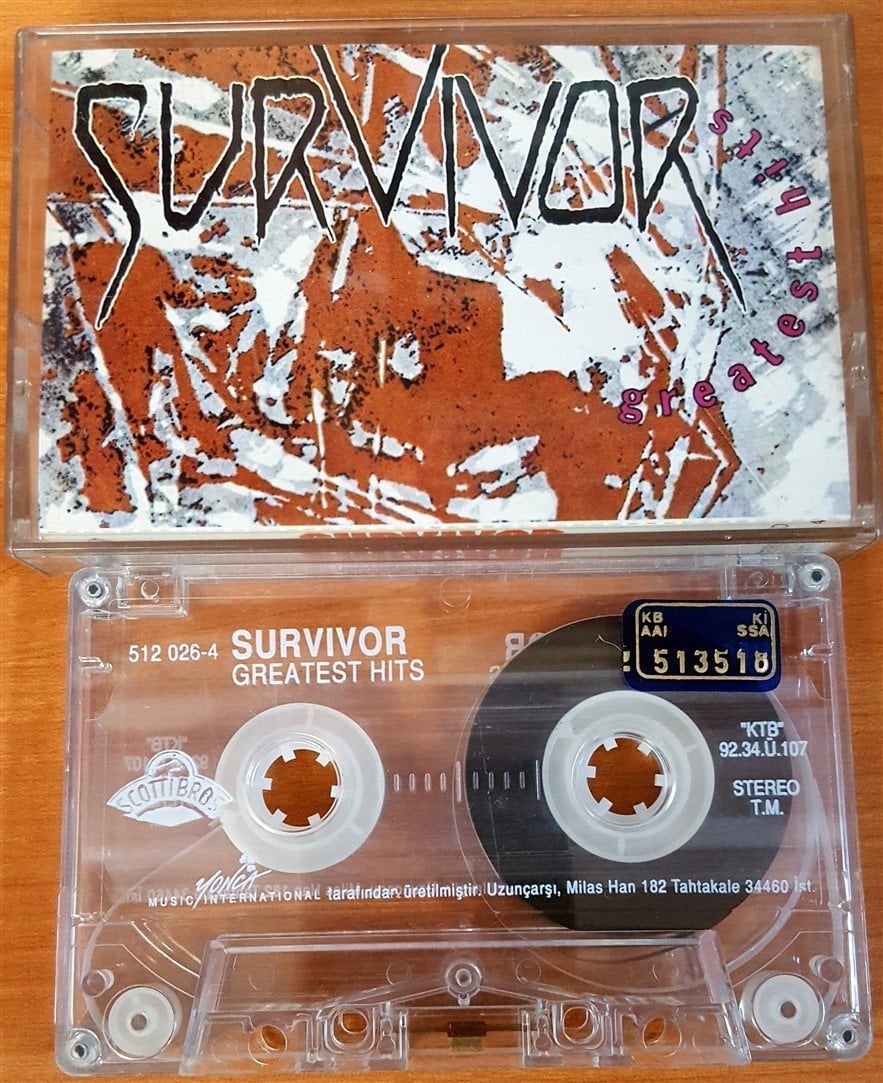 SURVIVOR
greatest hits
SURVIVOR
512 026-4 SURVIVOR
GREATEST HITS
KB KI
AAI SSA
513518
"KTB"
92.34.Ü.107
STEREO
T.M.
SCOTTI BROS
YONCA
MUSIC INTERNATIONAL tarafından üretilmiştir. Uzunçarşı, Milas Han 182 Tahtakale 34460 İst.